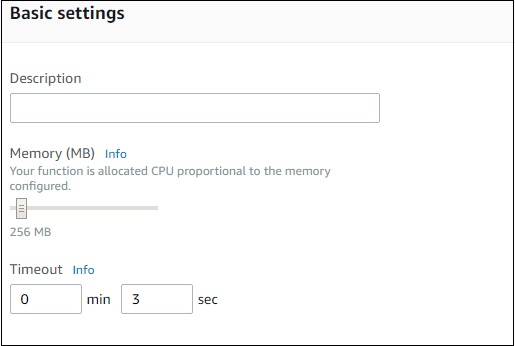 Basic settings
Description
Memory (MB) Info
Your function is allocated CPU proportional to the memory
configured.
256 MB
Timeout Info
0 min 3 sec